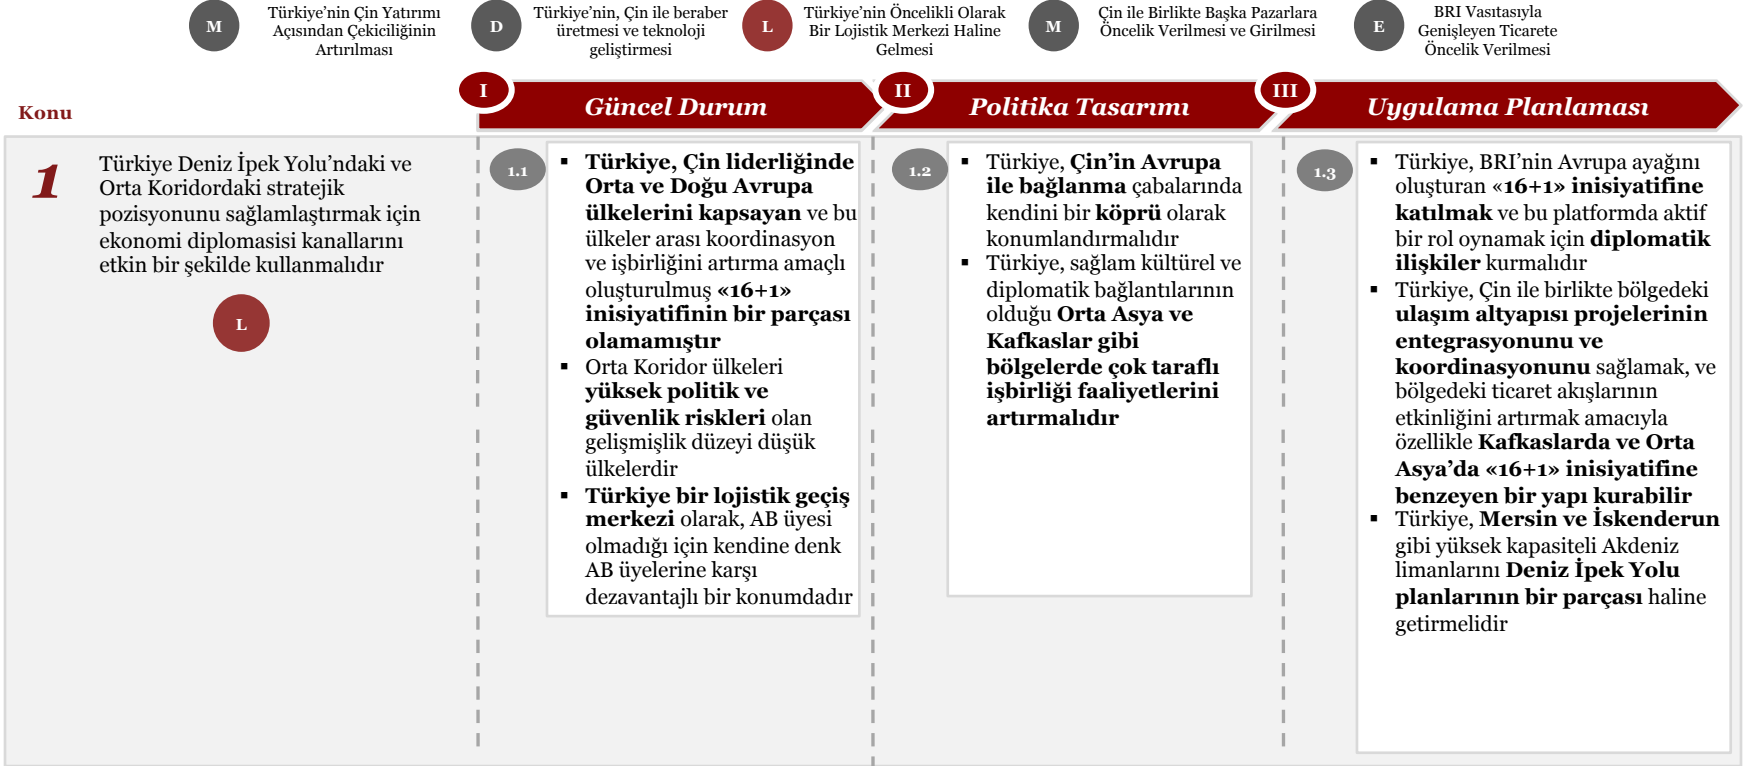 M
Türkiye’nin Çin Yatırımı
Açısından Çekiciliğinin
Artırılması
D
Türkiye’nin, Çin ile beraber
üretmesi ve teknoloji
geliştirmesi
L
Türkiye’nin Öncelikli Olarak
Bir Lojistik Merkezi Haline
Gelmesi
M
Çin ile Birlikte Başka Pazarlara
Öncelik Verilmesi ve Girilmesi
E
BRI Vasıtasıyla
Genişleyen Ticarete
Öncelik Verilmesi
Konu
I
Güncel Durum
II
Politika Tasarımı
III
Uygulama Planlaması
1
Türkiye Deniz İpek Yolu’ndaki ve
Orta Koridordaki stratejik
pozisyonunu sağlamlaştırmak için
ekonomi diplomasisi kanallarını
etkin bir şekilde kullanmalıdır
L
1.1
▪ Türkiye, Çin liderliğinde
Orta ve Doğu Avrupa
ülkelerini kapsayan ve bu
ülkeler arası koordinasyon
ve işbirliğini artırma amaçlı
oluşturulmuş «16+1»
inisiyatifinin bir parçası
olamamıştır
▪ Orta Koridor ülkeleri
yüksek politik ve
güvenlik riskleri olan
gelişmişlik düzeyi düşük
ülkelerdir
▪ Türkiye bir lojistik geçiş
merkezi olarak, AB üyesi
olmadığı için kendine denk
AB üyelerine karşı
dezavantajlı bir konumdadır
1.2
▪ Türkiye, Çin’in Avrupa
ile bağlanma çabalarında
kendini bir köprü olarak
konumlandırmalıdır
▪ Türkiye, sağlam kültürel ve
diplomatik bağlantılarının
olduğu Orta Asya ve
Kafkaslar gibi
bölgelerde çok taraflı
işbirliği faaliyetlerini
artırmalıdır
1.3
▪ Türkiye, BRI’nin Avrupa ayağını
oluşturan «16+1» inisiyatifine
katılmak ve bu platformda aktif
bir rol oynamak için diplomatik
ilişkiler kurmalıdır
▪ Türkiye, Çin ile birlikte bölgedeki
ulaşım altyapısı projelerinin
entegrasyonunu ve
koordinasyonunu sağlamak, ve
bölgedeki ticaret akışlarının
etkinliğini artırmak amacıyla
özellikle Kafkaslarda ve Orta
Asya’da «16+1» inisiyatifine
benzeyen bir yapı kurabilir
▪ Türkiye, Mersin ve İskenderun
gibi yüksek kapasiteli Akdeniz
limanlarını Deniz İpek Yolu
planlarının bir parçası haline
getirmelidir